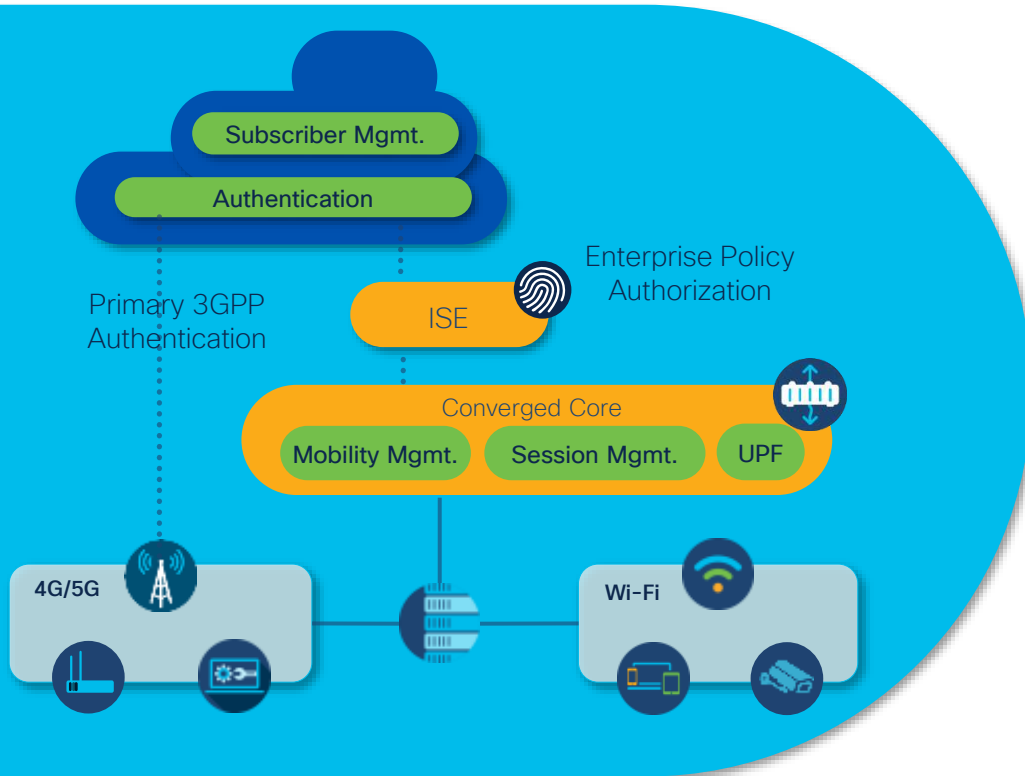 Subscriber Mgmt.
Authentication
Enterprise Policy
Authorization
Primary 3GPP
Authentication
ISE
Converged Core
Mobility Mgmt.
Session Mgmt.
UPF
4G/5G
Wi-Fi